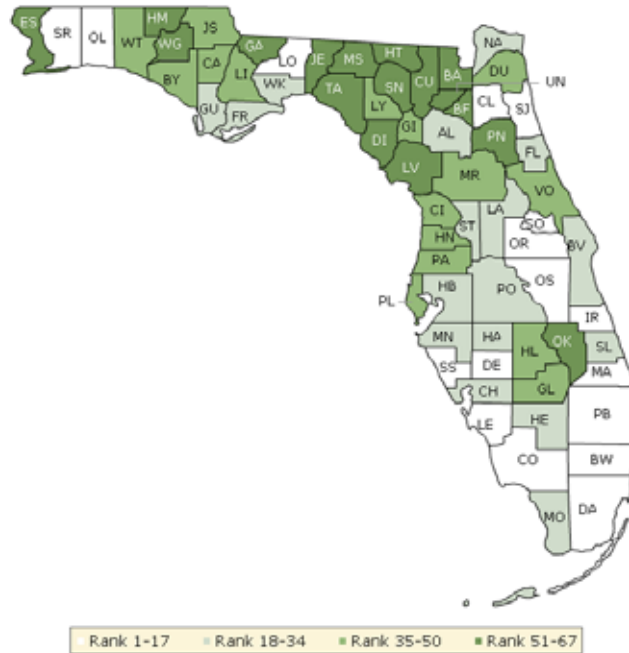 ES
SR
OL
HM
WG
WT
BY
JS
CA
GU
LI
GA
FR
WK
LO
JE
TA
MS
HT
SN
LY
DI
GI
LV
CU
BA
BF
UN
NA
DU
CL
SJ
AL
PN
FL
MR
VO
CI
ST
LA
SO
HN
PA
OR
BV
OS
PL
HB
PO
IR
MN
HA
HL
OK
SL
SS
DE
MA
CH
GL
LE
HE
PB
CO
BW
MO
DA
Rank 1-17 Rank 18-34 Rank 35-50 Rank 51-67